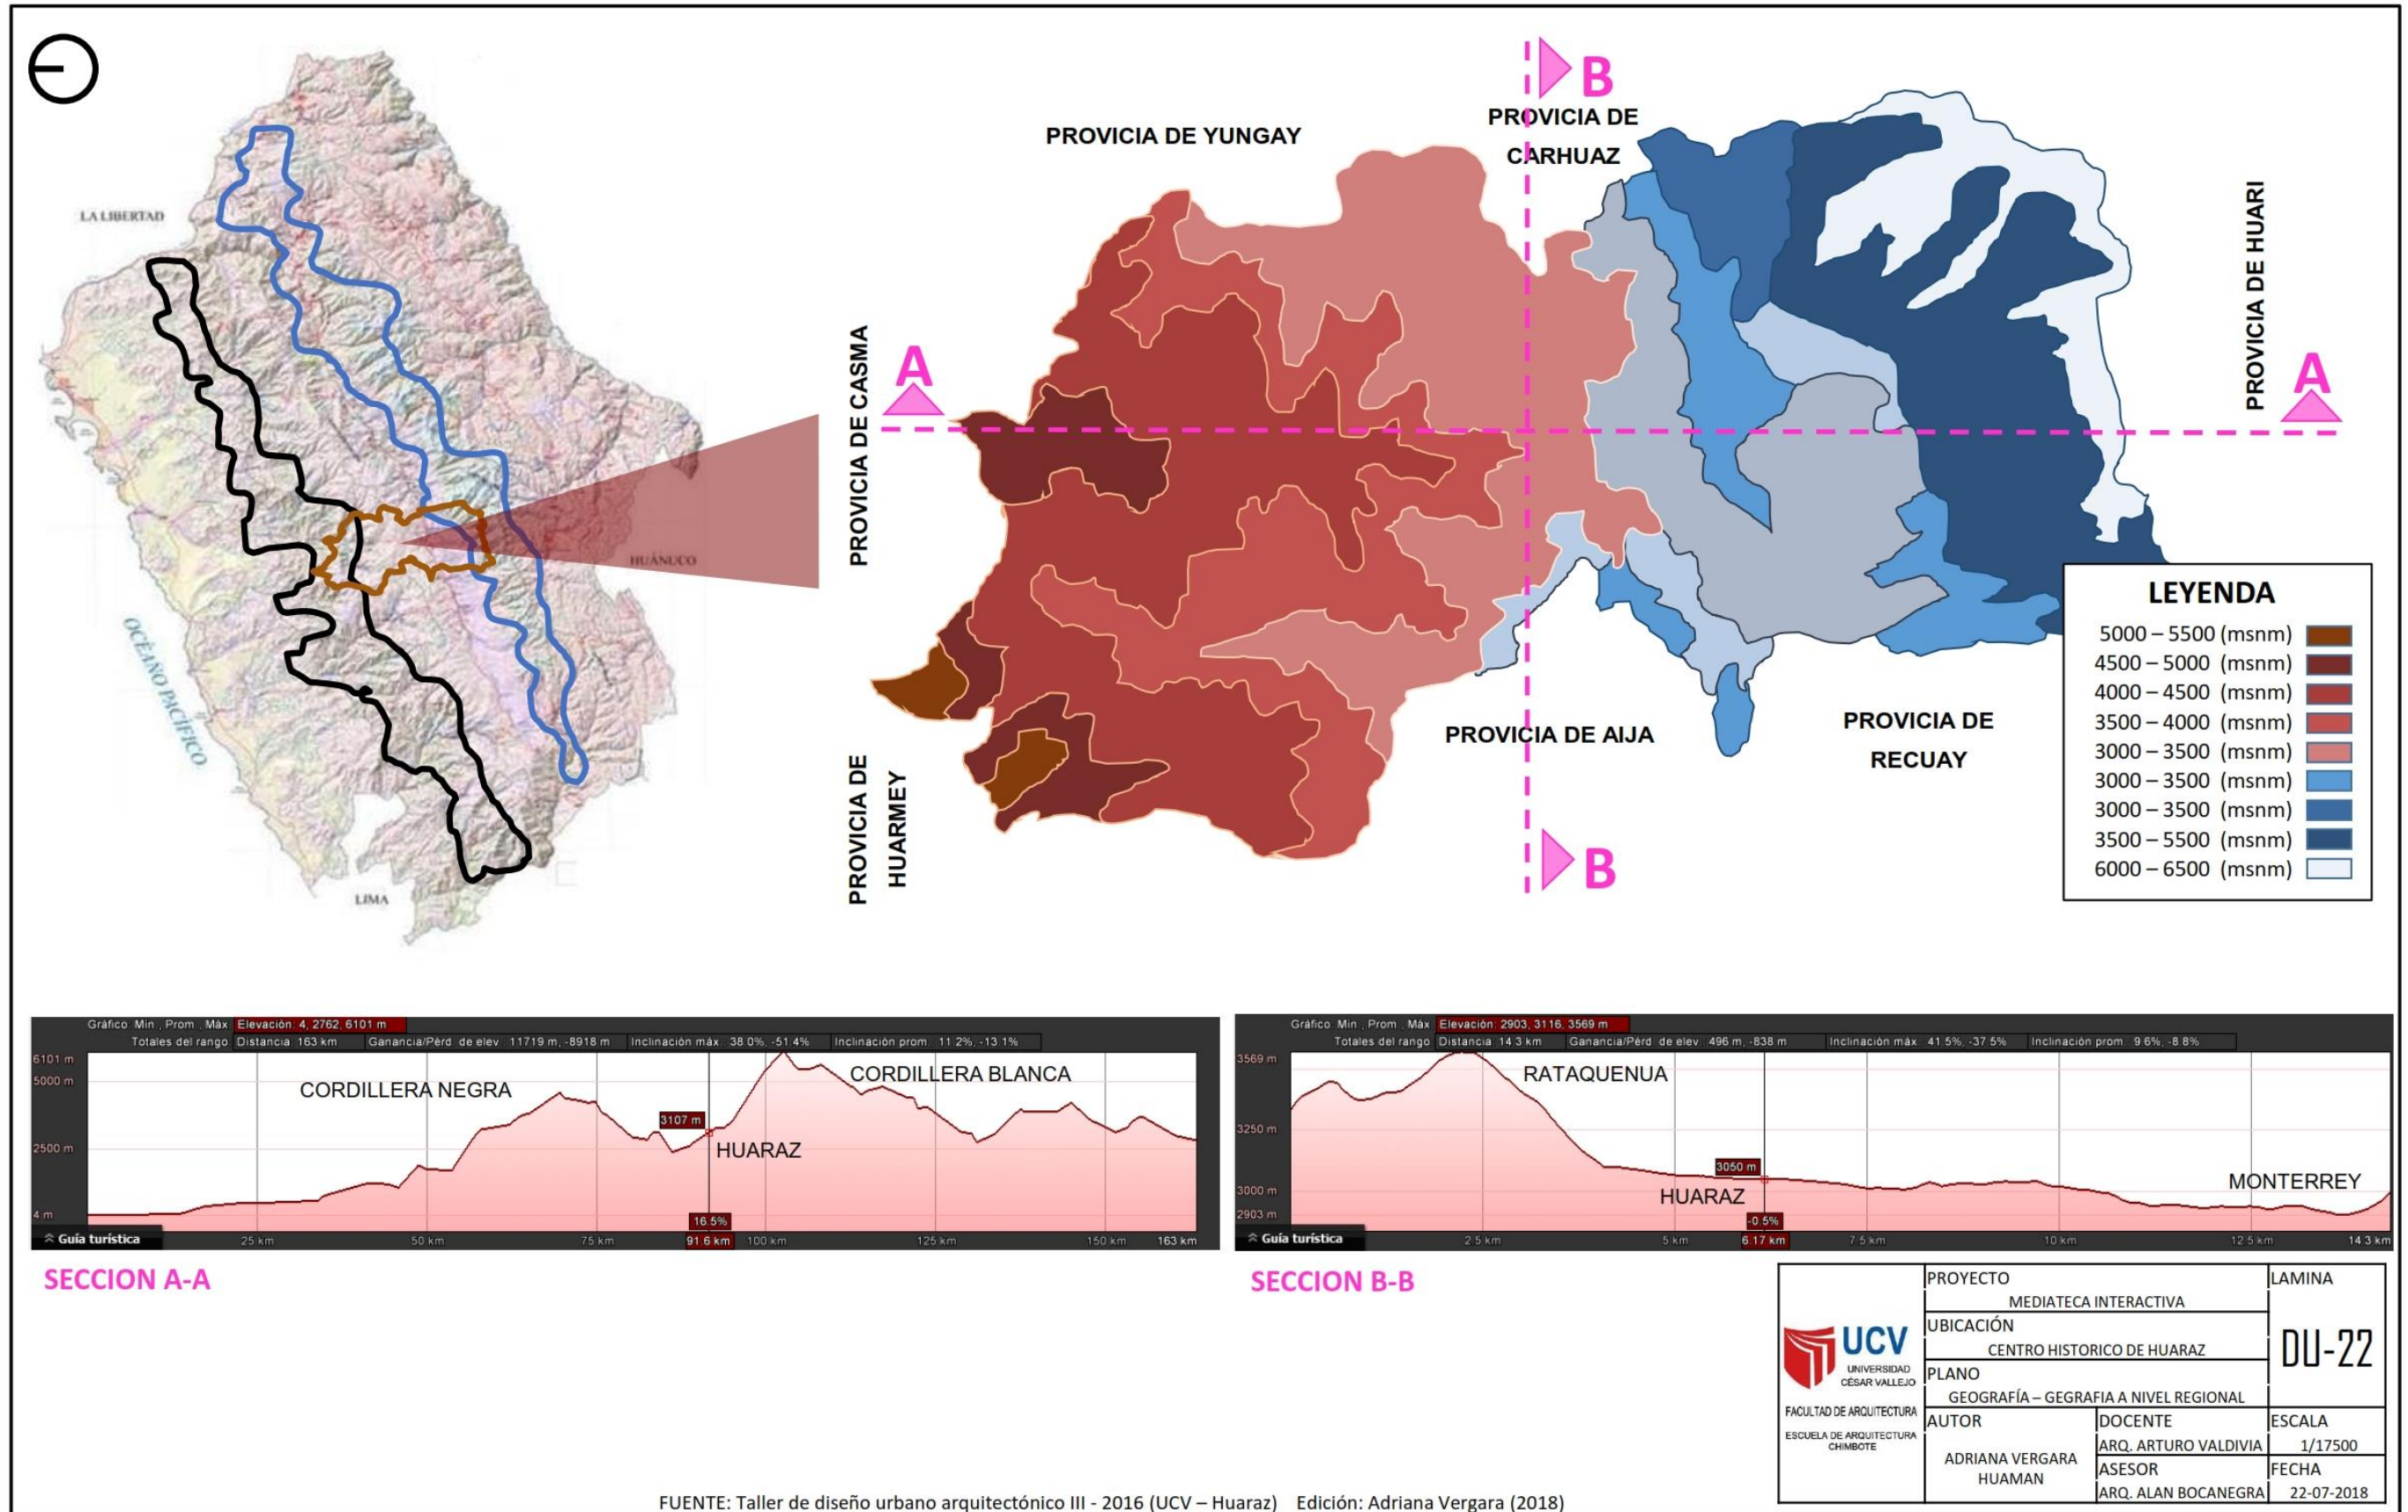 LA LIBERTAD
HUÁNUCO
OCÉANO PACÍFICO
LIMA
PROVICIA DE YUNGAY
B
PROVICIA DE
CARHUAZ
PROVICIA DE HUARI
PROVICIA DE CASMA
A
A
PROVICIA DE
HUARMEY
PROVICIA DE AIJA
PROVICIA DE
RECUAY
B
LEYENDA
5000 – 5500 (msnm)
4500 – 5000 (msnm)
4000 – 4500 (msnm)
3500 – 4000 (msnm)
3000 – 3500 (msnm)
3000 – 3500 (msnm)
3000 – 3500 (msnm)
3500 – 5500 (msnm)
6000 – 6500 (msnm)
Gráfico Mín., Prom., Máx Elevación: 4, 2762, 6101 m
Totales del rango Distancia 163 km Ganancia/Pérd. de elev. 11719 m, -8918 m Inclinación máx. 38.0%, -51.4% Inclinación prom. 11.2%, -13.1%
6101 m
5000 m
2500 m
4 m
CORDILLERA NEGRA
CORDILLERA BLANCA
3107 m
HUARAZ
16.5%
Guía turística
25 km 50 km 75 km 91.6 km 100 km 125 km 150 km 163 km
SECCION A-A
Gráfico Mín., Prom., Máx Elevación: 2903, 3116, 3569 m
Totales del rango Distancia: 14.3 km Ganancia/Pérd. de elev. 496 m, -838 m Inclinación máx. 41.5%, -37.5% Inclinación prom. 9.6%, -8.8%
3569 m
3250 m
3000 m
2903 m
RATAQUENUA
3050 m
HUARAZ
MONTERREY
-0.5%
Guía turística
2.5 km 5 km 6.17 km 7.5 km 10 km 12.5 km 14.3 km
SECCION B-B
UCV
UNIVERSIDAD
CÉSAR VALLEJO
FACULTAD DE ARQUITECTURA
ESCUELA DE ARQUITECTURA
CHIMBOTE
PROYECTO
MEDIATECA INTERACTIVA
UBICACIÓN
CENTRO HISTORICO DE HUARAZ
PLANO
GEOGRAFÍA – GEGRAFIA A NIVEL REGIONAL
LAMINA
DU-22
AUTOR
ADRIANA VERGARA
HUAMAN
DOCENTE
ARQ. ARTURO VALDIVIA
ASESOR
ARQ. ALAN BOCANEGRA
ESCALA
1/17500
FECHA
22-07-2018
FUENTE: Taller de diseño urbano arquitectónico III - 2016 (UCV – Huaraz) Edición: Adriana Vergara (2018)